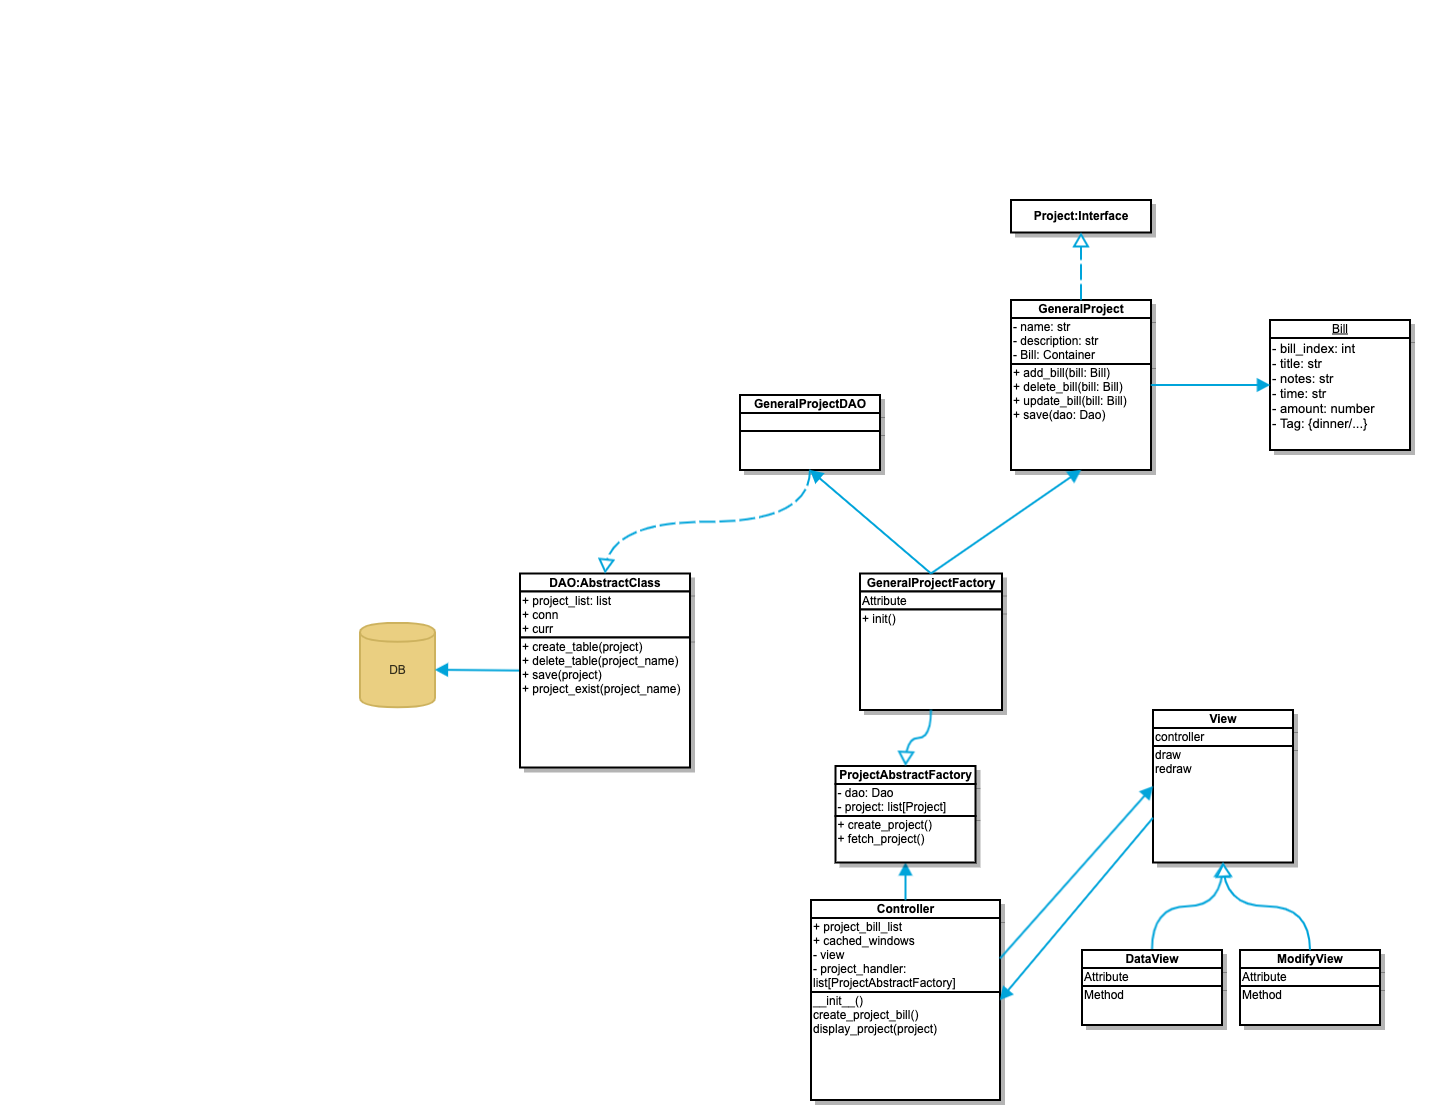 Project:Interface
GeneralProject
- name: str
- description: str
- Bill: Container
+ add_bill(bill: Bill)
+ delete_bill(bill: Bill)
+ update_bill(bill: Bill)
+ save(dao: Dao)
Bill
- bill_index: int
- title: str
- notes: str
- time: str
- amount: number
- Tag: {dinner/...}
GeneralProjectDAO
DAO:AbstractClass
+ project_list: list
+ conn
+ curr
+ create_table(project)
+ delete_table(project_name)
+ save(project)
+ project_exist(project_name)
DB
GeneralProjectFactory
Attribute
+ init()
ProjectAbstractFactory
- dao: Dao
- project: list[Project]
+ create_project()
+ fetch_project()
View
controller
draw
redraw
Controller
+ project_bill_list
+ cached_windows
- view
- project_handler:
list[ProjectAbstractFactory]
__init__()
create_project_bill()
display_project(project)
DataView
Attribute
Method
ModifyView
Attribute
Method